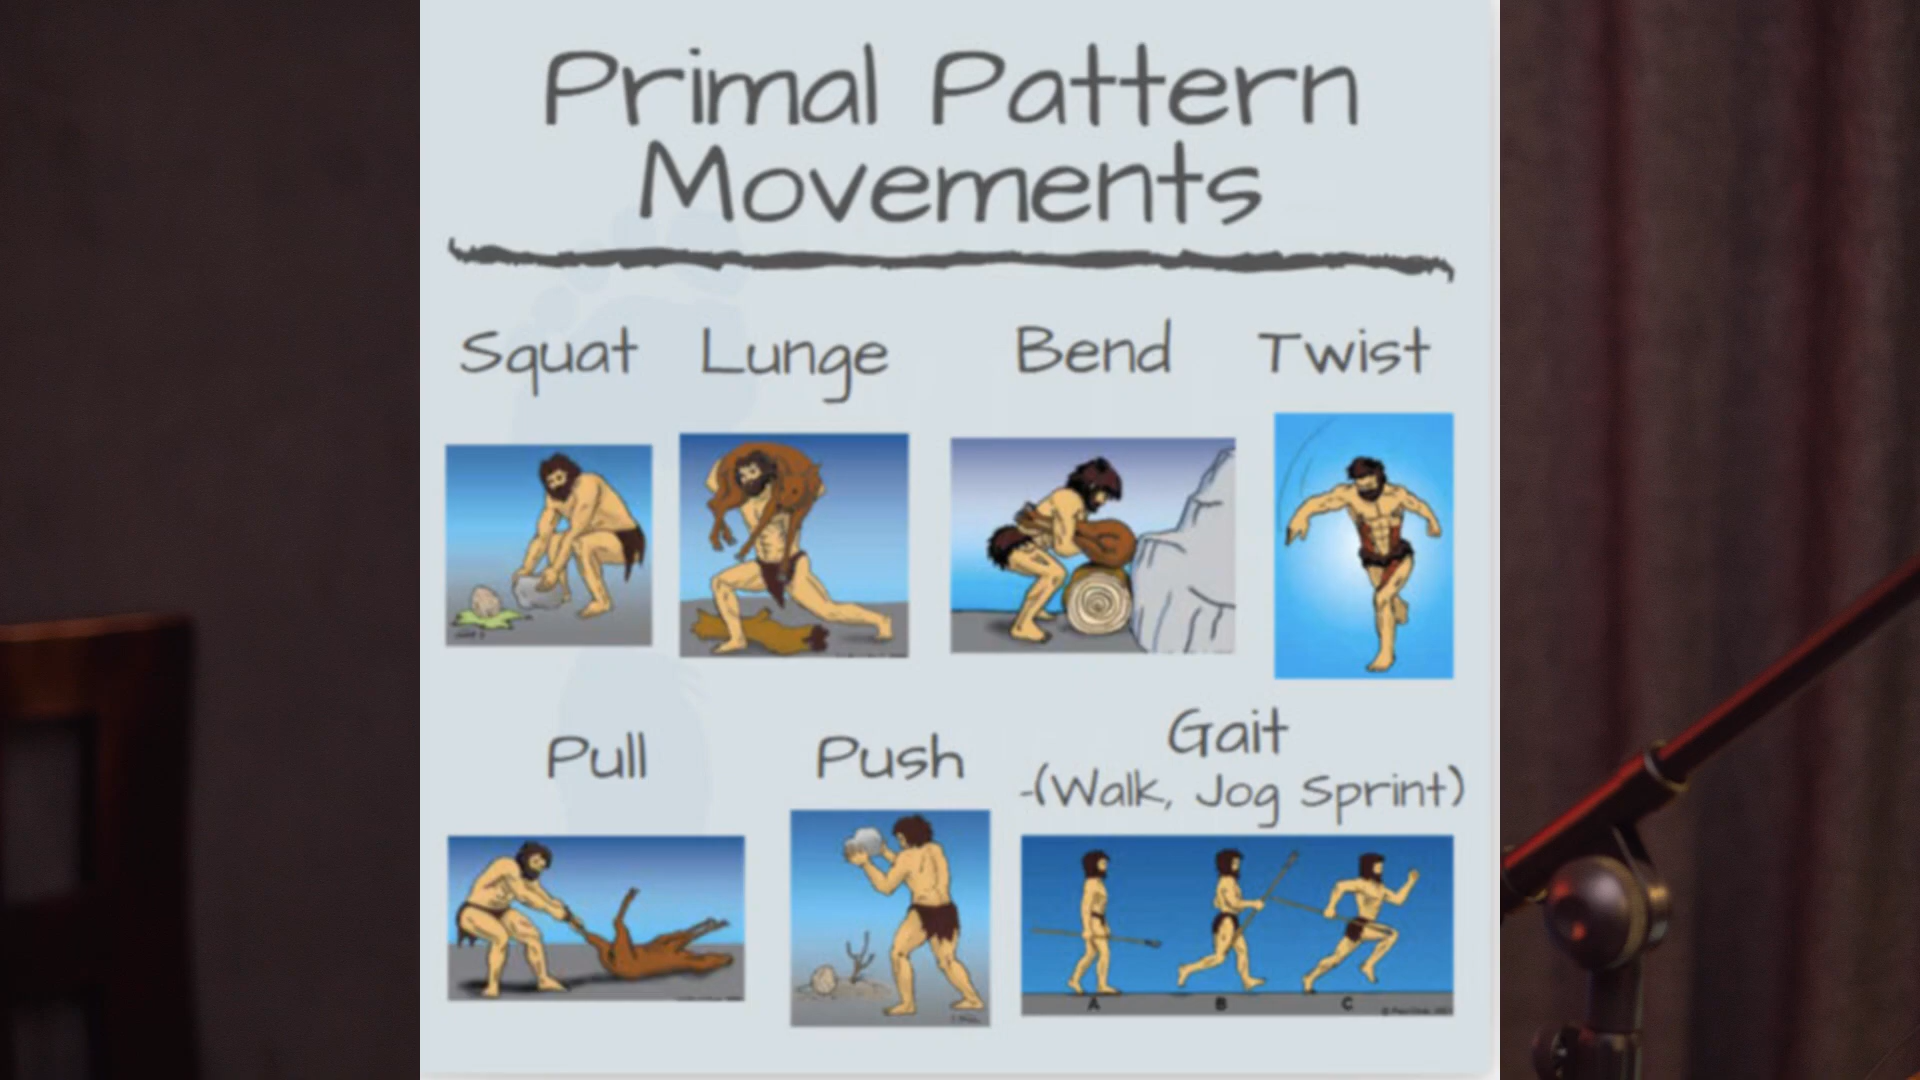 Primal Pattern
Movements
Squat Lunge Bend Twist
Pull Push Gait
-(Walk, Jog Sprint)
A B C